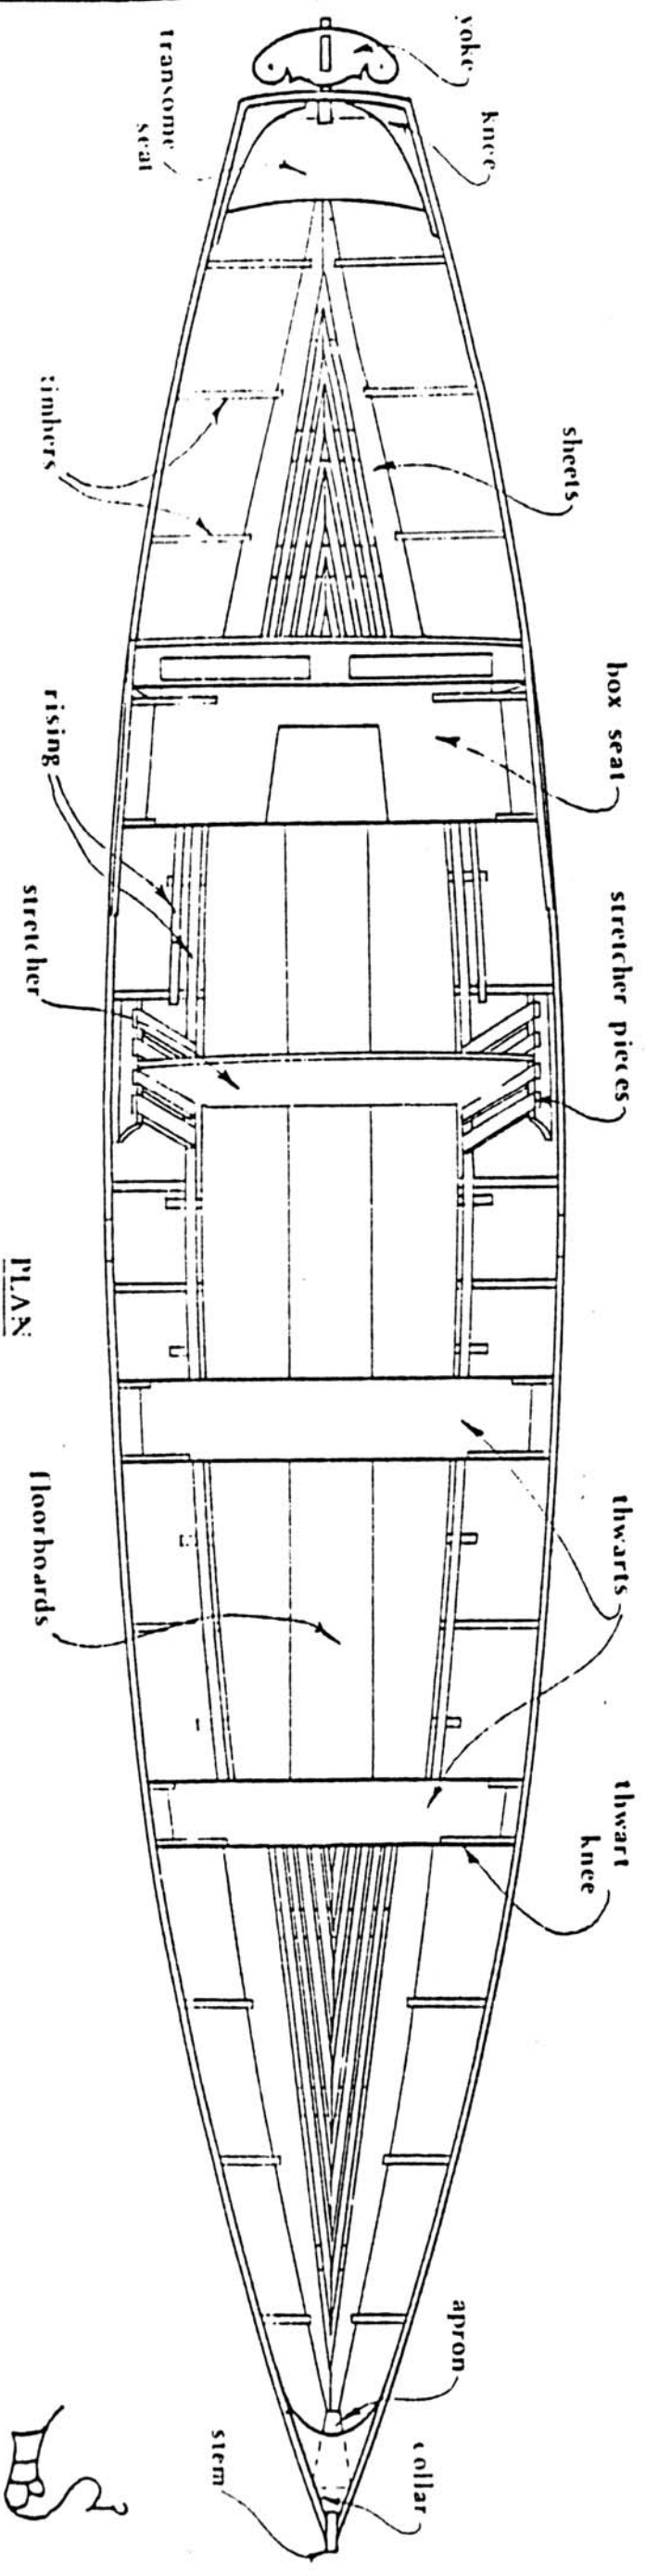 yoke
knee
transome
seat
sheets
timbers
box seat
rising
stretcher pieces
stretcher
PLAN
thwarts
floorboards
thwart
knee
apron
collar
stem